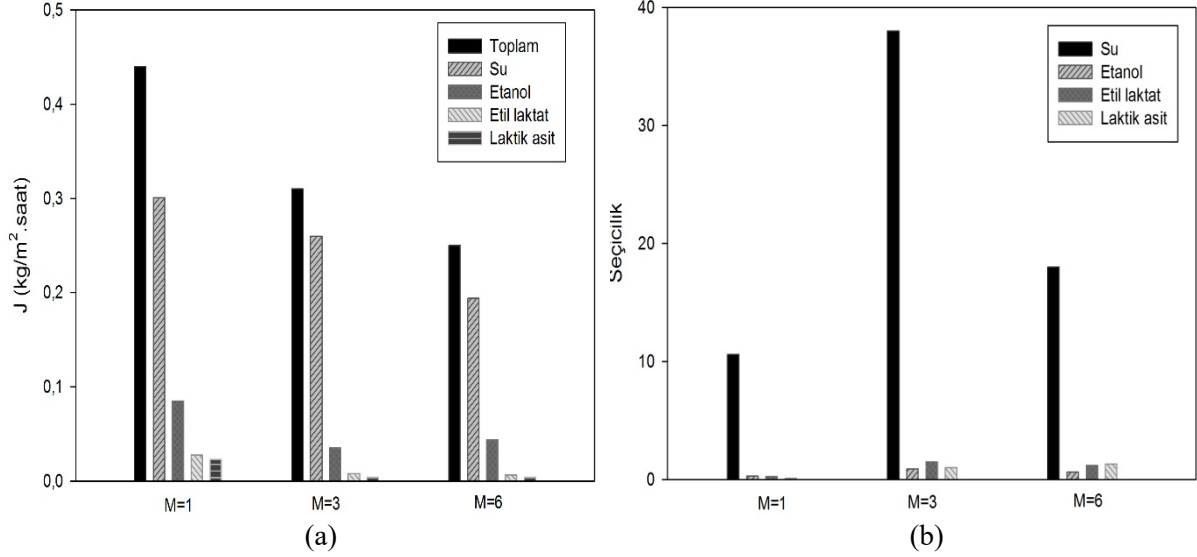 0,5
0,4
0,3
0,2
0,1
0,0
J (kg/m².saat)
Toplam
Su
Etanol
Etil laktat
Laktik asit
M=1 M=3 M=6
(a)
40
30
20
10
0
Seçicilik
Su
Etanol
Etil laktat
Laktik asit
M=1 M=3 M=6
(b)